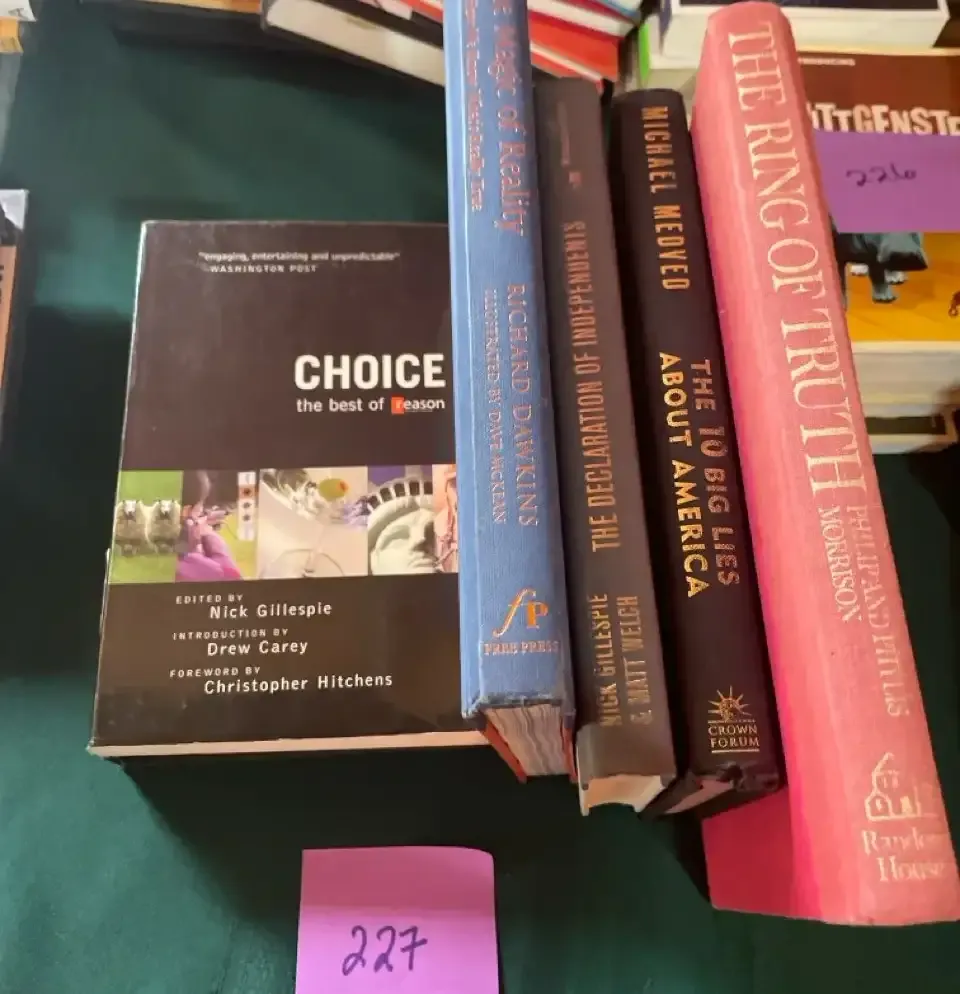 "engaging, entertaining and unpredictable"
WASHINGTON POST
CHOICE
the best of reason
EDITED BY
Nick Gillespie
INTRODUCTION BY
Drew Carey
FOREWORD BY
Christopher Hitchens
Magic of Reality
Really True
RICHARD DAWKINS
ILLUSTRATED BY DAVE MCKEAN
fP
FREE PRESS
THE DECLARATION OF INDEPENDENTS
NICK GILLESPIE
& MATT WELCH
MICHAEL MEDVED
THE 10 BIG LIES
ABOUT AMERICA
CROWN
FORUM
THE RING OF TRUTH
PHILIP AND PHYLIS
MORRISON
Random
House
226
227